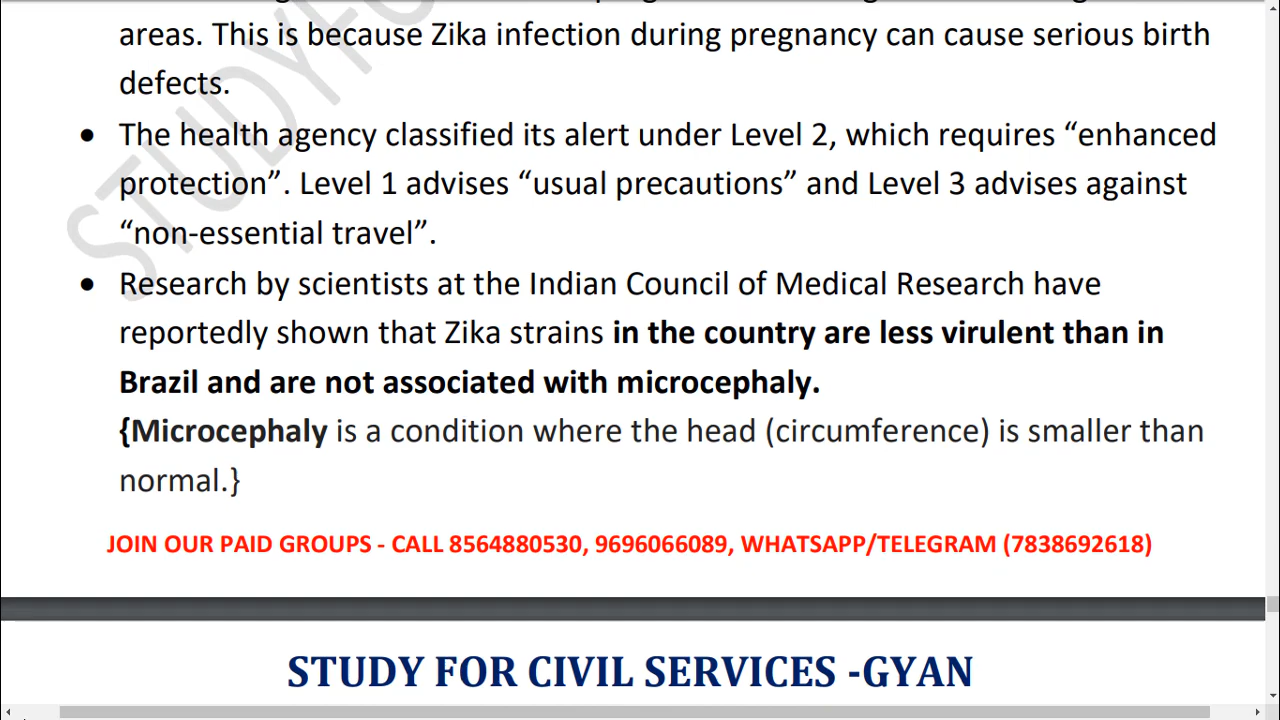 areas. This is because Zika infection during pregnancy can cause serious birth
defects.
• The health agency classified its alert under Level 2, which requires “enhanced
protection”. Level 1 advises “usual precautions” and Level 3 advises against
“non-essential travel”.
• Research by scientists at the Indian Council of Medical Research have
reportedly shown that Zika strains in the country are less virulent than in
Brazil and are not associated with microcephaly.
{Microcephaly is a condition where the head (circumference) is smaller than
normal.}
JOIN OUR PAID GROUPS - CALL 8564880530, 9696066089, WHATSAPP/TELEGRAM (7838692618)
STUDY FOR CIVIL SERVICES -GYAN
STUDYFO